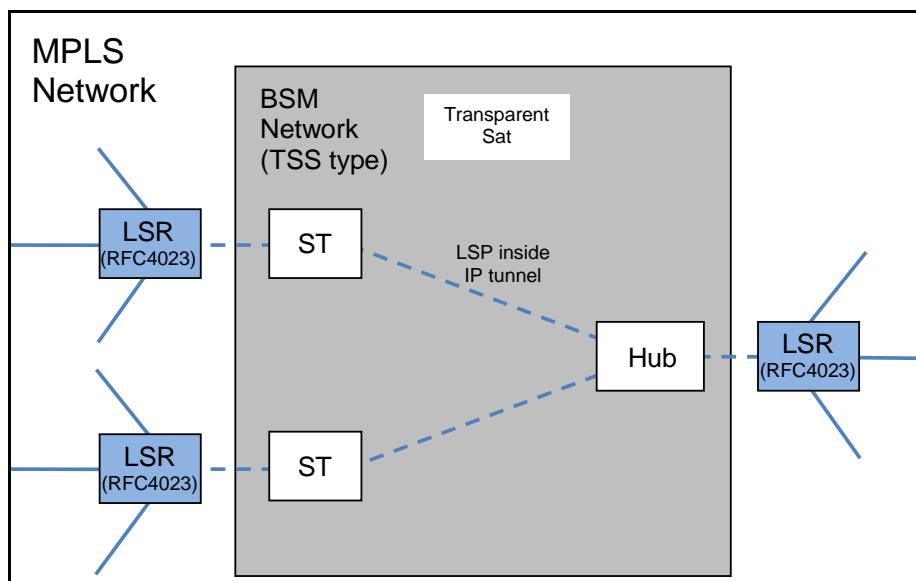 MPLS
Network
BSM
Network
(TSS type)
Transparent
Sat
LSR
(RFC4023)
ST
LSP inside
IP tunnel
Hub
LSR
(RFC4023)
LSR
(RFC4023)
ST